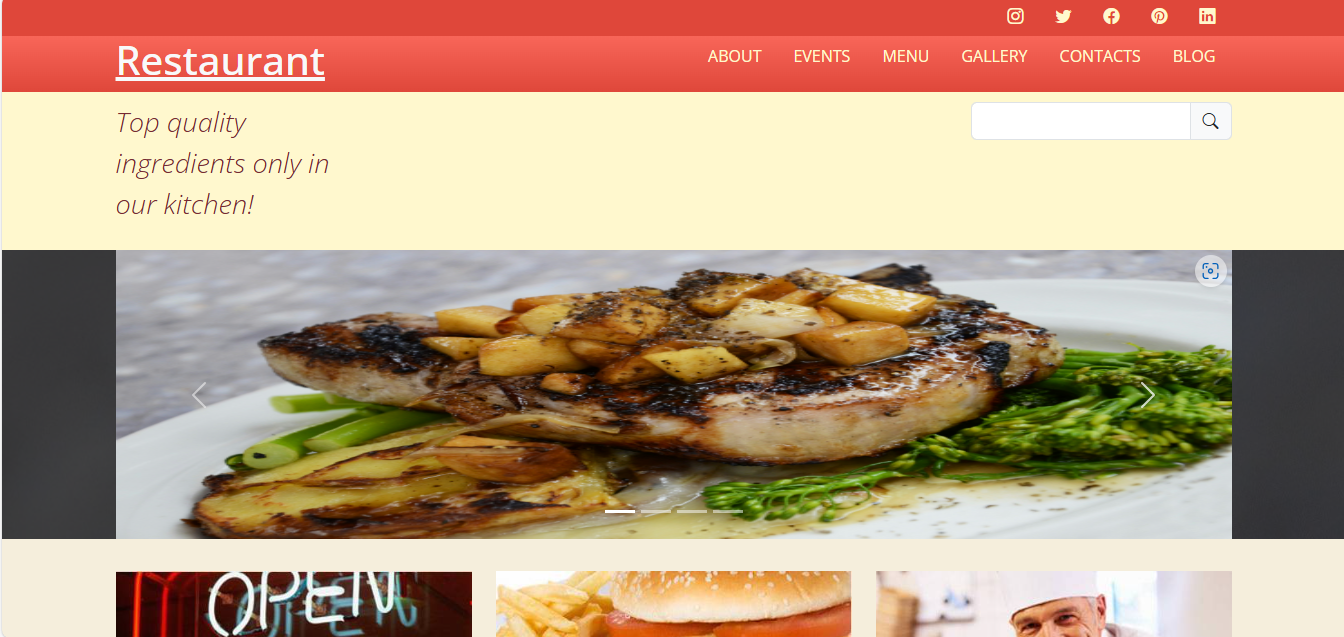 Restaurant
ABOUT EVENTS MENU GALLERY CONTACTS BLOG
Top quality
ingredients only in
our kitchen!
OPEN